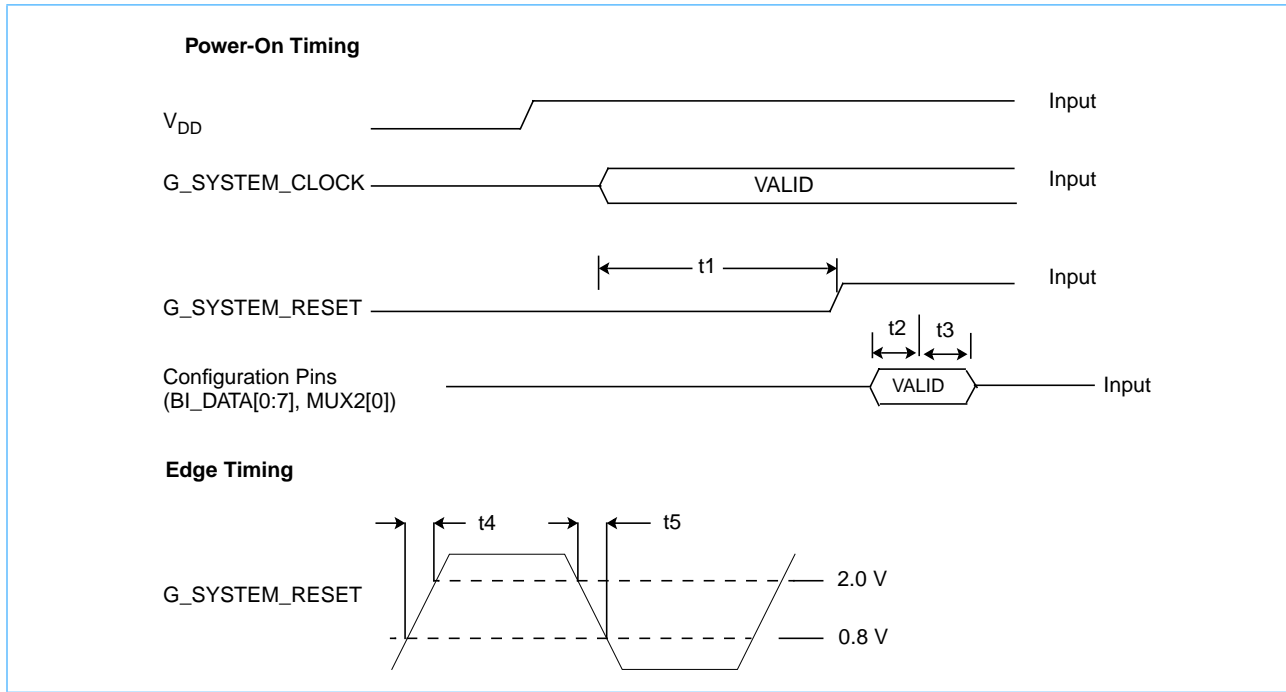 Power-On Timing
VDD
Input
G_SYSTEM_CLOCK
VALID
Input
t1
Input
G_SYSTEM_RESET
t2
t3
Configuration Pins
(BI_DATA[0:7], MUX2[0])
VALID
Input
Edge Timing
t4
t5
G_SYSTEM_RESET
2.0 V
0.8 V